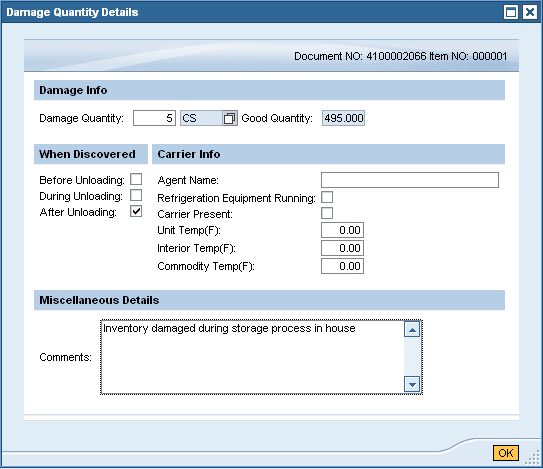 Damage Quantity Details
Document NO: 4100002066 Item NO: 000001
Damage Info
Damage Quantity: 5 CS Good Quantity: 495.000
When Discovered
Before Unloading:
During Unloading:
After Unloading:
Carrier Info
Agent Name:
Refrigeration Equipment Running:
Carrier Present:
Unit Temp(F): 0.00
Interior Temp(F): 0.00
Commodity Temp(F): 0.00
Miscellaneous Details
Comments: Inventory damaged during storage process in house
OK